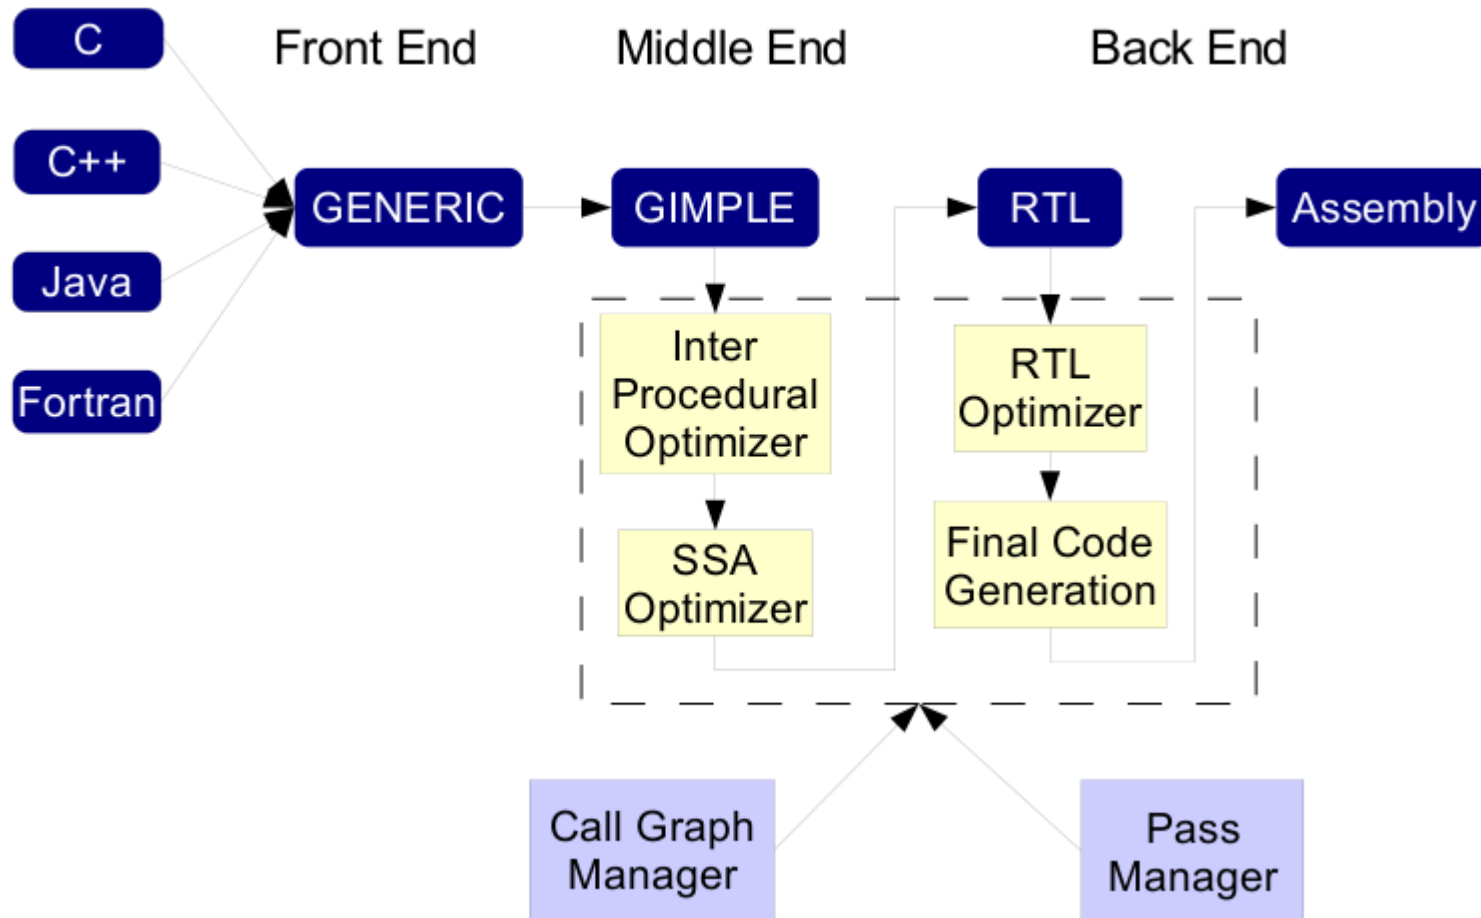 C
Front End
Middle End
Back End
C++
GENERIC
GIMPLE
RTL
Assembly
Java
Fortran
Inter
Procedural
Optimizer
SSA
Optimizer
RTL
Optimizer
Final Code
Generation
Call Graph
Manager
Pass
Manager